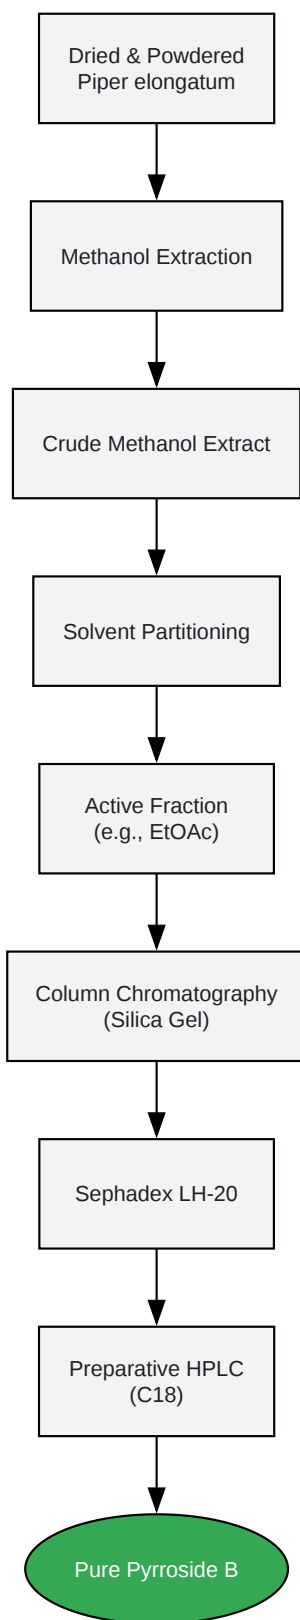 Dried & Powdered
Piper elongatum
Methanol Extraction
Crude Methanol Extract
Solvent Partitioning
Active Fraction
(e.g., EtOAc)
Column Chromatography
(Silica Gel)
Sephadex LH-20
Preparative HPLC
(C18)
Pure Pyrroside B